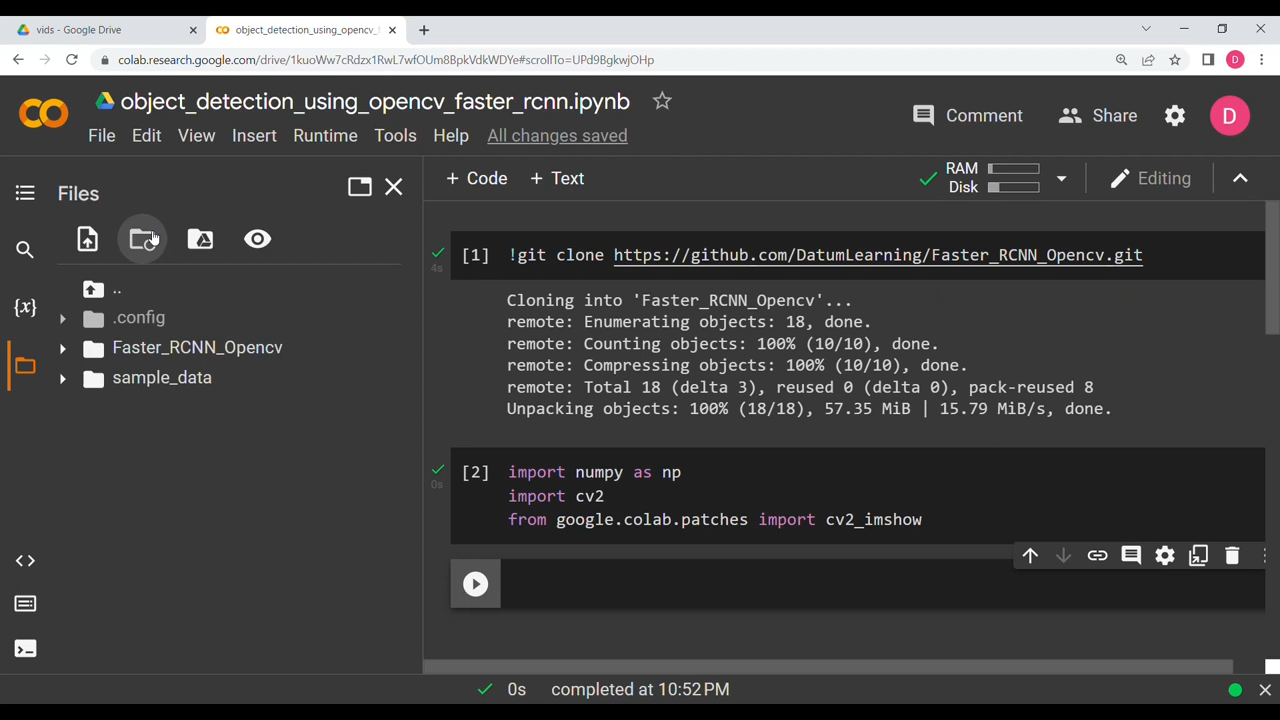 vids - Google Drive
object_detection_using_opencv_f
colab.research.google.com/drive/1kuoWw7cRdzx1RwL7wfOUm8BpkVdkWDTp#scrollTo=UPd9BgkwjOHp
object_detection_using_opencv_faster_rcnn.ipynb
File Edit View Insert Runtime Tools Help All changes saved
Comment
Share
D
Files
+ Code + Text
RAM
Disk
Editing
..
.config
Faster_RCNN_Opencv
sample_data
[1] !git clone https://github.com/DatumLearning/Faster_RCNN_Opencv.git
4s
Cloning into 'Faster_RCNN_Opencv'...
remote: Enumerating objects: 18, done.
remote: Counting objects: 100% (10/10), done.
remote: Compressing objects: 100% (10/10), done.
remote: Total 18 (delta 3), reused 0 (delta 0), pack-reused 8
Unpacking objects: 100% (18/18), 57.35 MiB | 15.79 MiB/s, done.
[2] import numpy as np
0s
import cv2
from google.colab.patches import cv2_imshow
0s completed at 10:52 PM